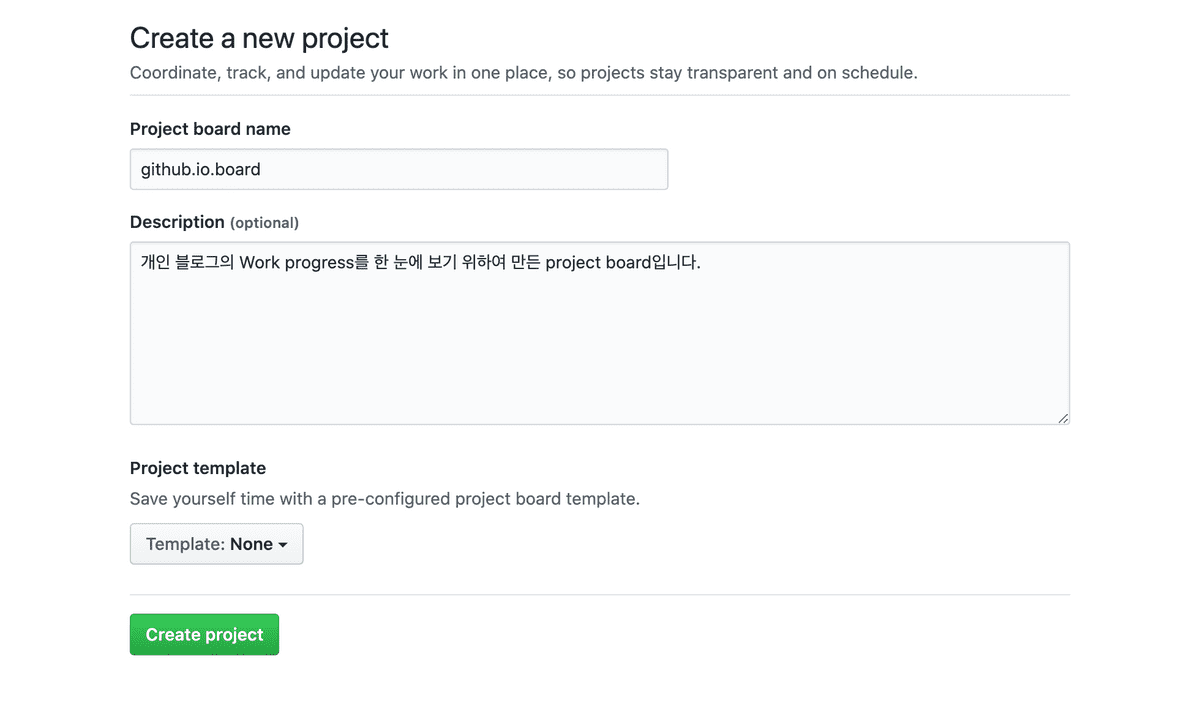 Create a new project
Coordinate, track, and update your work in one place, so projects stay transparent and on schedule.
Project board name
github.io.board
Description (optional)
개인 블로그의 Work progress를 한 눈에 보기 위하여 만든 project board입니다.
Project template
Save yourself time with a pre-configured project board template.
Template: None
Create project